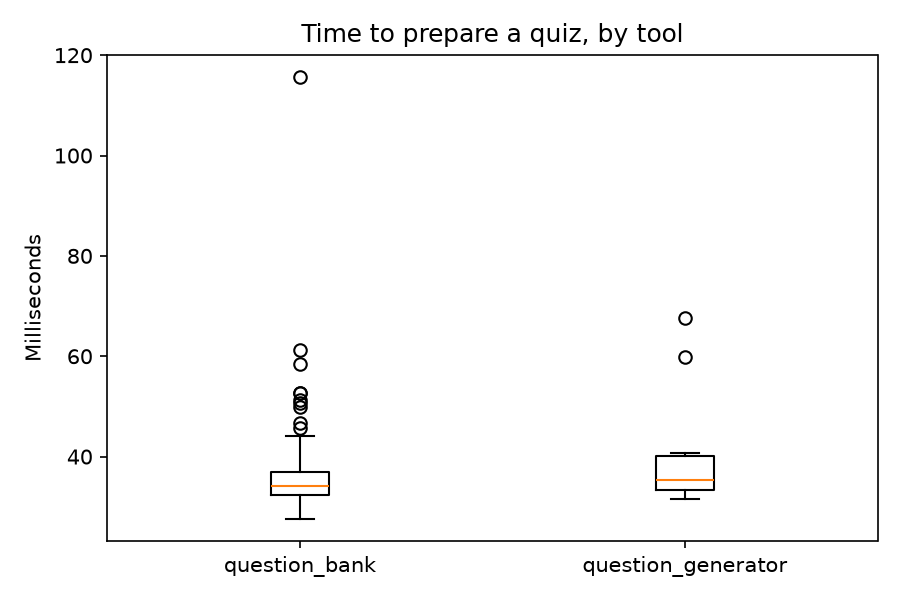 Time to prepare a quiz, by tool
Milliseconds
120
100
80
60
40
question_bank
question_generator